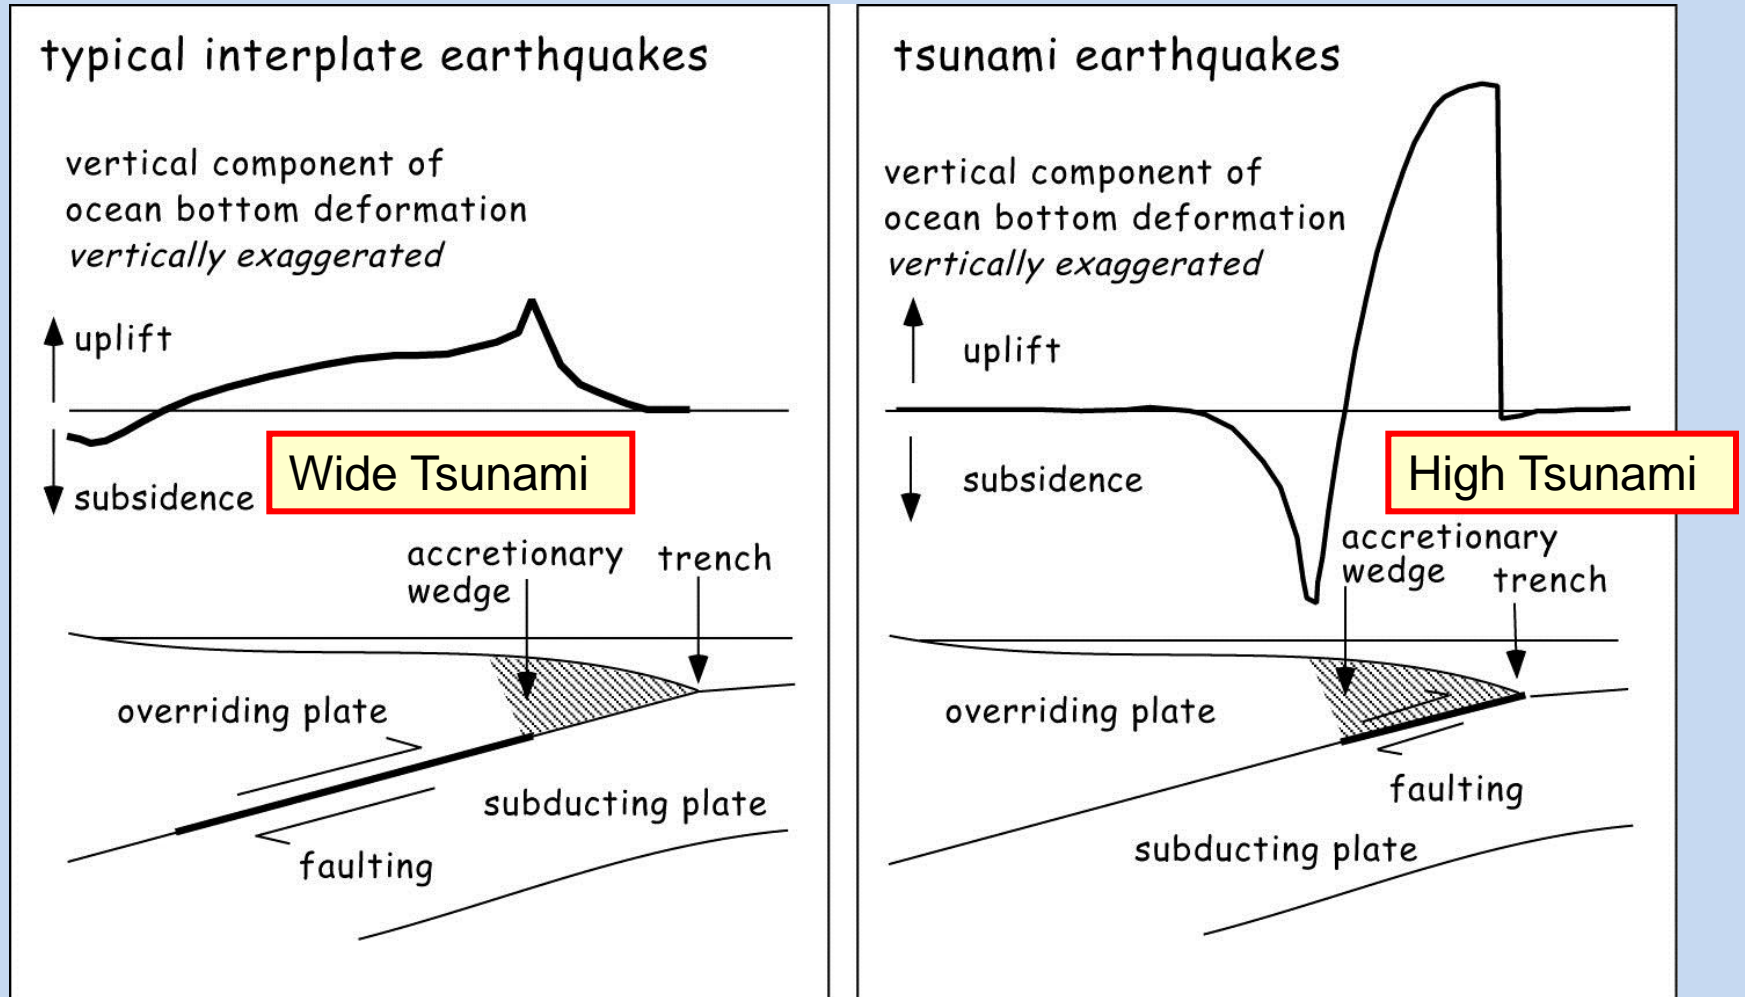 typical interplate earthquakes
vertical component of
ocean bottom deformation
vertically exaggerated
uplift
Wide Tsunami
subsidence
accretionary
wedge
trench
overriding plate
subducting plate
faulting
tsunami earthquakes
vertical component of
ocean bottom deformation
vertically exaggerated
uplift
High Tsunami
subsidence
accretionary
wedge
trench
overriding plate
faulting
subducting plate